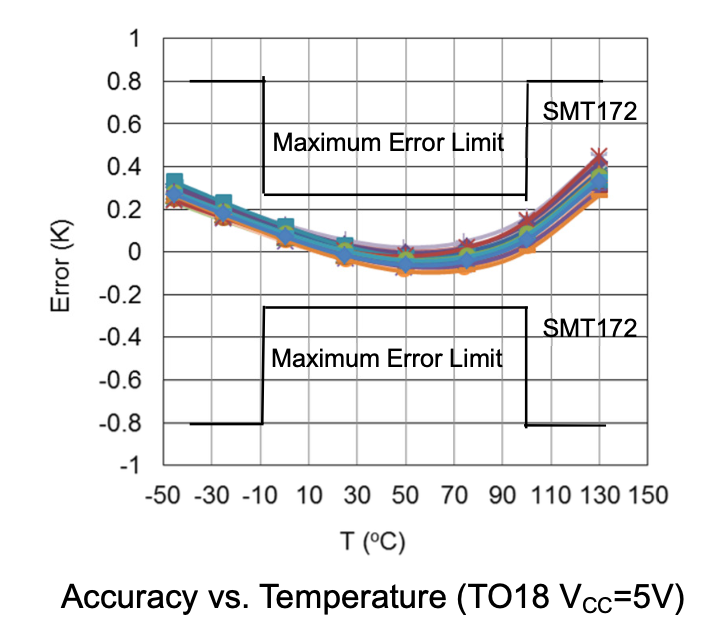 1
0.8
SMT172
0.6
Maximum Error Limit
0.4
0.2
0
-0.2
SMT172
-0.4
Maximum Error Limit
-0.6
-0.8
-1
Error (K)
-50 -30 -10 10 30 50 70 90 110 130 150
T (ºC)
Accuracy vs. Temperature (TO18 VCC=5V)